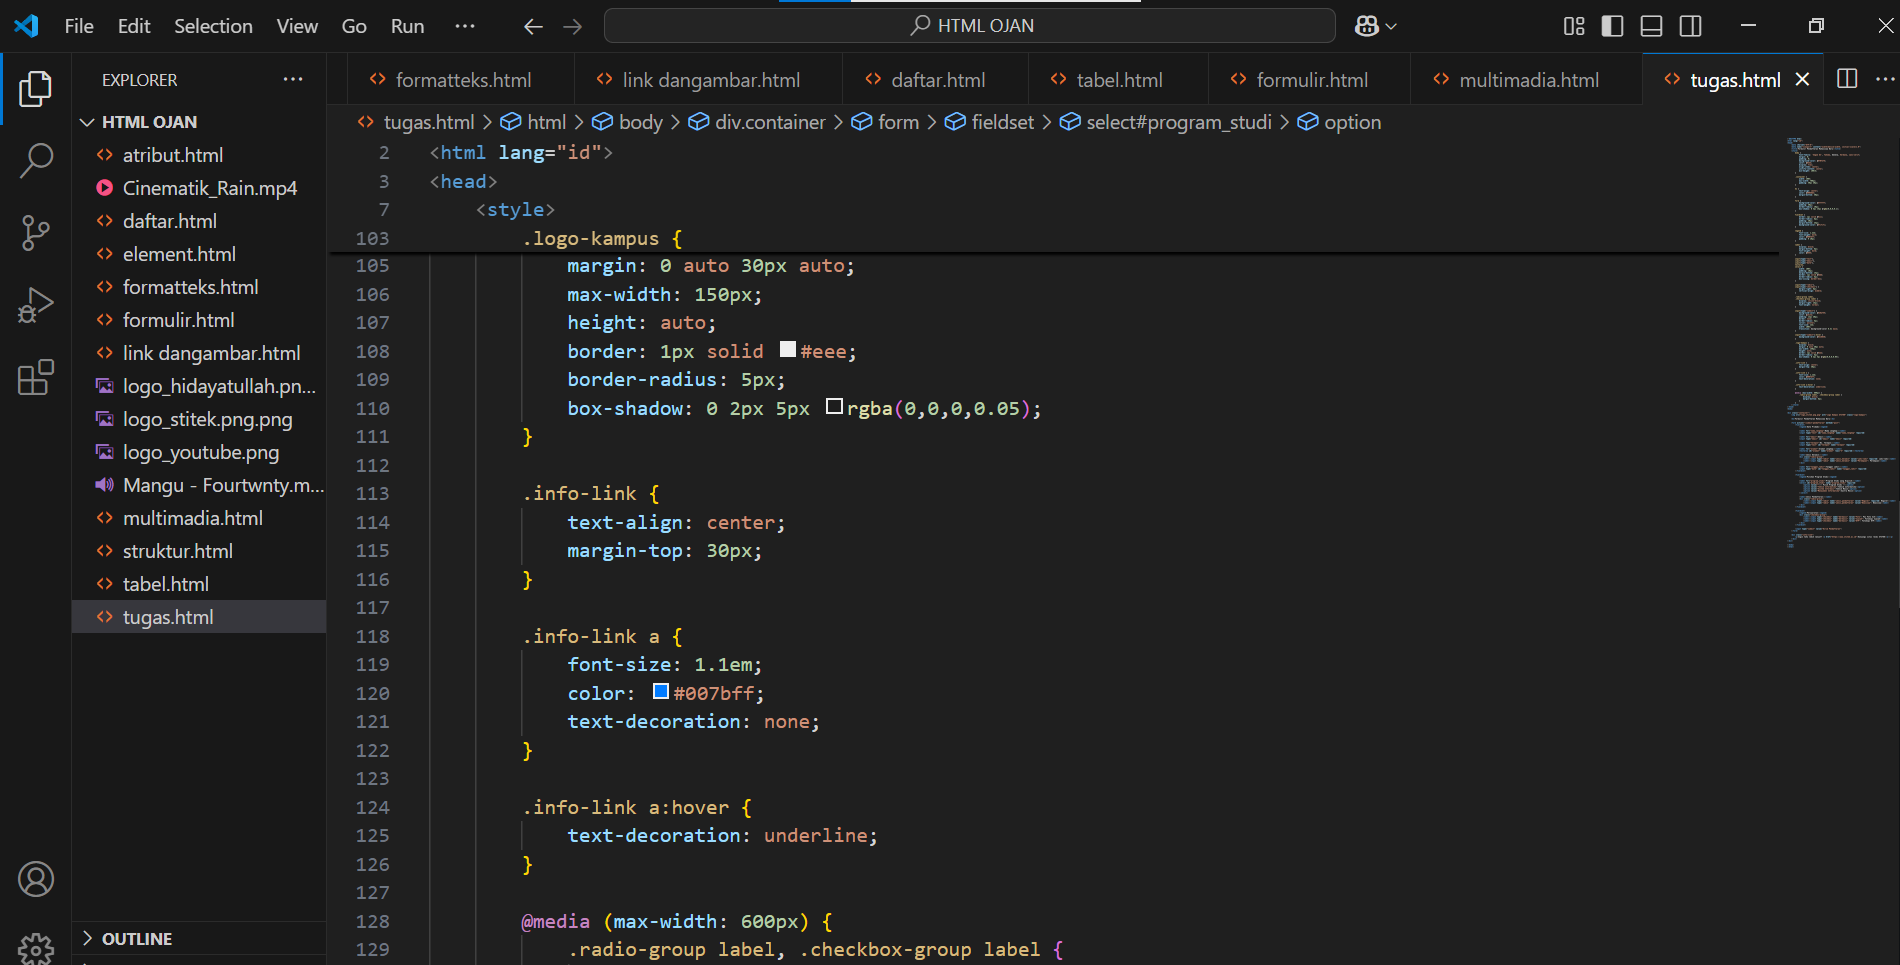 File Edit Selection View Go Run ···
HTML OJAN
EXPLORER
HTML OJAN
atribut.html
Cinematik_Rain.mp4
daftar.html
element.html
formatteks.html
formulir.html
link dangambar.html
logo_hidayatullah.pn...
logo_stitek.png.png
logo_youtube.png
Mangu - Fourtwnty.m...
multimadia.html
struktur.html
tabel.html
tugas.html
OUTLINE
formatteks.html link dangambar.html daftar.html tabel.html formulir.html multimadia.html tugas.html
tugas.html > html > body > div.container > form > fieldset > select#program_studi > option
2 <html lang="id">
3 <head>
7 <style>
103 .logo-kampus {
105 margin: 0 auto 30px auto;
106 max-width: 150px;
107 height: auto;
108 border: 1px solid #eee;
109 border-radius: 5px;
110 box-shadow: 0 2px 5px rgba(0,0,0,0.05);
111 }
112
113 .info-link {
114 text-align: center;
115 margin-top: 30px;
116 }
117
118 .info-link a {
119 font-size: 1.1em;
120 color: #007bff;
121 text-decoration: none;
122 }
123
124 .info-link a:hover {
125 text-decoration: underline;
126 }
127
128 @media (max-width: 600px) {
129 .radio-group label, .checkbox-group label {